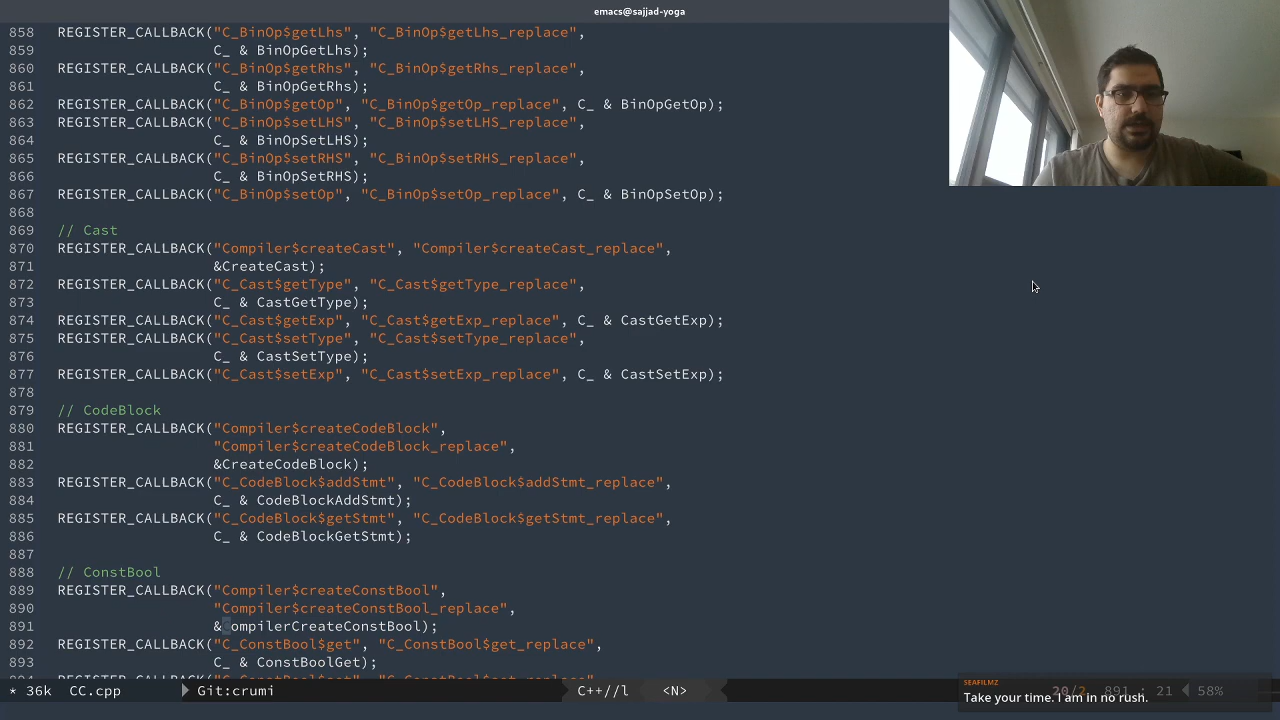 emacs@sajjad-yoga
858 REGISTER_CALLBACK("C_BinOp$getLhs", "C_BinOp$getLhs_replace",
859 C_ & BinOpGetLhs);
860 REGISTER_CALLBACK("C_BinOp$getRhs", "C_BinOp$getRhs_replace",
861 C_ & BinOpGetRhs);
862 REGISTER_CALLBACK("C_BinOp$getOp", "C_BinOp$getOp_replace", C_ & BinOpGetOp);
863 REGISTER_CALLBACK("C_BinOp$setLHS", "C_BinOp$setLHS_replace",
864 C_ & BinOpSetLHS);
865 REGISTER_CALLBACK("C_BinOp$setRHS", "C_BinOp$setRHS_replace",
866 C_ & BinOpSetRHS);
867 REGISTER_CALLBACK("C_BinOp$setOp", "C_BinOp$setOp_replace", C_ & BinOpSetOp);
868
869 // Cast
870 REGISTER_CALLBACK("Compiler$createCast", "Compiler$createCast_replace",
871 &CreateCast);
872 REGISTER_CALLBACK("C_Cast$getType", "C_Cast$getType_replace",
873 C_ & CastGetType);
874 REGISTER_CALLBACK("C_Cast$getExp", "C_Cast$getExp_replace", C_ & CastGetExp);
875 REGISTER_CALLBACK("C_Cast$setType", "C_Cast$setType_replace",
876 C_ & CastSetType);
877 REGISTER_CALLBACK("C_Cast$setExp", "C_Cast$setExp_replace", C_ & CastSetExp);
878
879 // CodeBlock
880 REGISTER_CALLBACK("Compiler$createCodeBlock",
881 "Compiler$createCodeBlock_replace",
882 &CreateCodeBlock);
883 REGISTER_CALLBACK("C_CodeBlock$addStmt", "C_CodeBlock$addStmt_replace",
884 C_ & CodeBlockAddStmt);
885 REGISTER_CALLBACK("C_CodeBlock$getStmt", "C_CodeBlock$getStmt_replace",
886 C_ & CodeBlockGetStmt);
887
888 // ConstBool
889 REGISTER_CALLBACK("Compiler$createConstBool",
890 "Compiler$createConstBool_replace",
891 &CompilerCreateConstBool);
892 REGISTER_CALLBACK("C_ConstBool$get", "C_ConstBool$get_replace",
893 C_ & ConstBoolGet);
* 36k CC.cpp Git:crumi C++//l <N> 20/2 891 : 21 58%
SEAFILMZ
Take your time. I am in no rush.